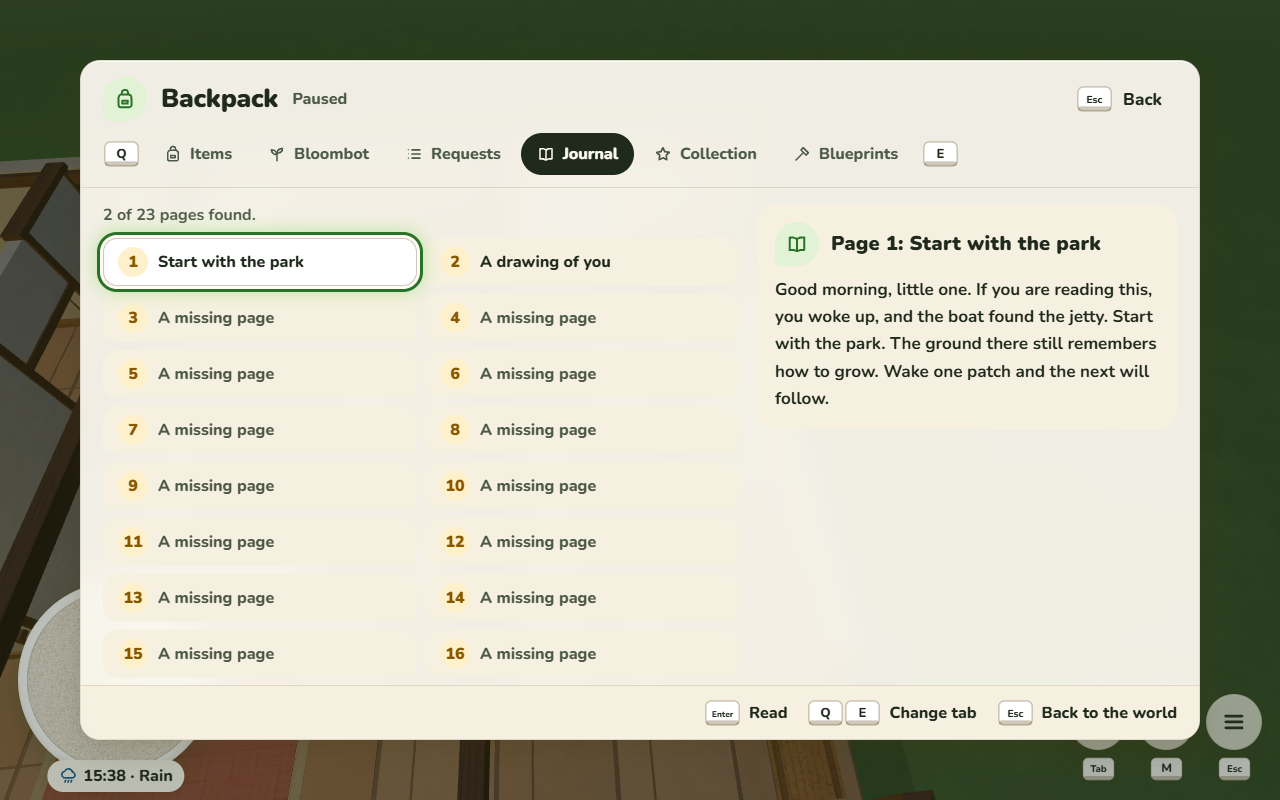 Backpack Paused Esc Back
Q Items Bloombot Requests Journal Collection Blueprints E
2 of 23 pages found.
1 Start with the park
2 A drawing of you
3 A missing page
4 A missing page
5 A missing page
6 A missing page
7 A missing page
8 A missing page
9 A missing page
10 A missing page
11 A missing page
12 A missing page
13 A missing page
14 A missing page
15 A missing page
16 A missing page
Page 1: Start with the park
Good morning, little one. If you are reading this,
you woke up, and the boat found the jetty. Start
with the park. The ground there still remembers
how to grow. Wake one patch and the next will
follow.
Enter Read Q E Change tab Esc Back to the world
15:38 · Rain
Tab M Esc